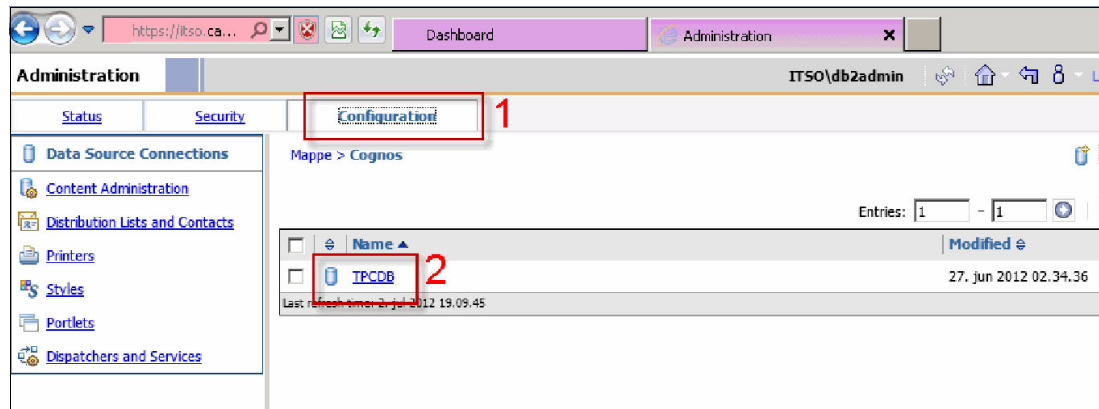 https://itso.ca...
Dashboard
Administration
Administration
ITSO\db2admin
Status
Security
Configuration
1
Data Source Connections
Mappe > Cognos
Content Administration
Distribution Lists and Contacts
Entries: 1 - 1
Printers
Name
Modified
TPCDB
2
27. jun 2012 02.34.36
Styles
Last refresh time: 2. jul 2012 19.09.45
Portlets
Dispatchers and Services